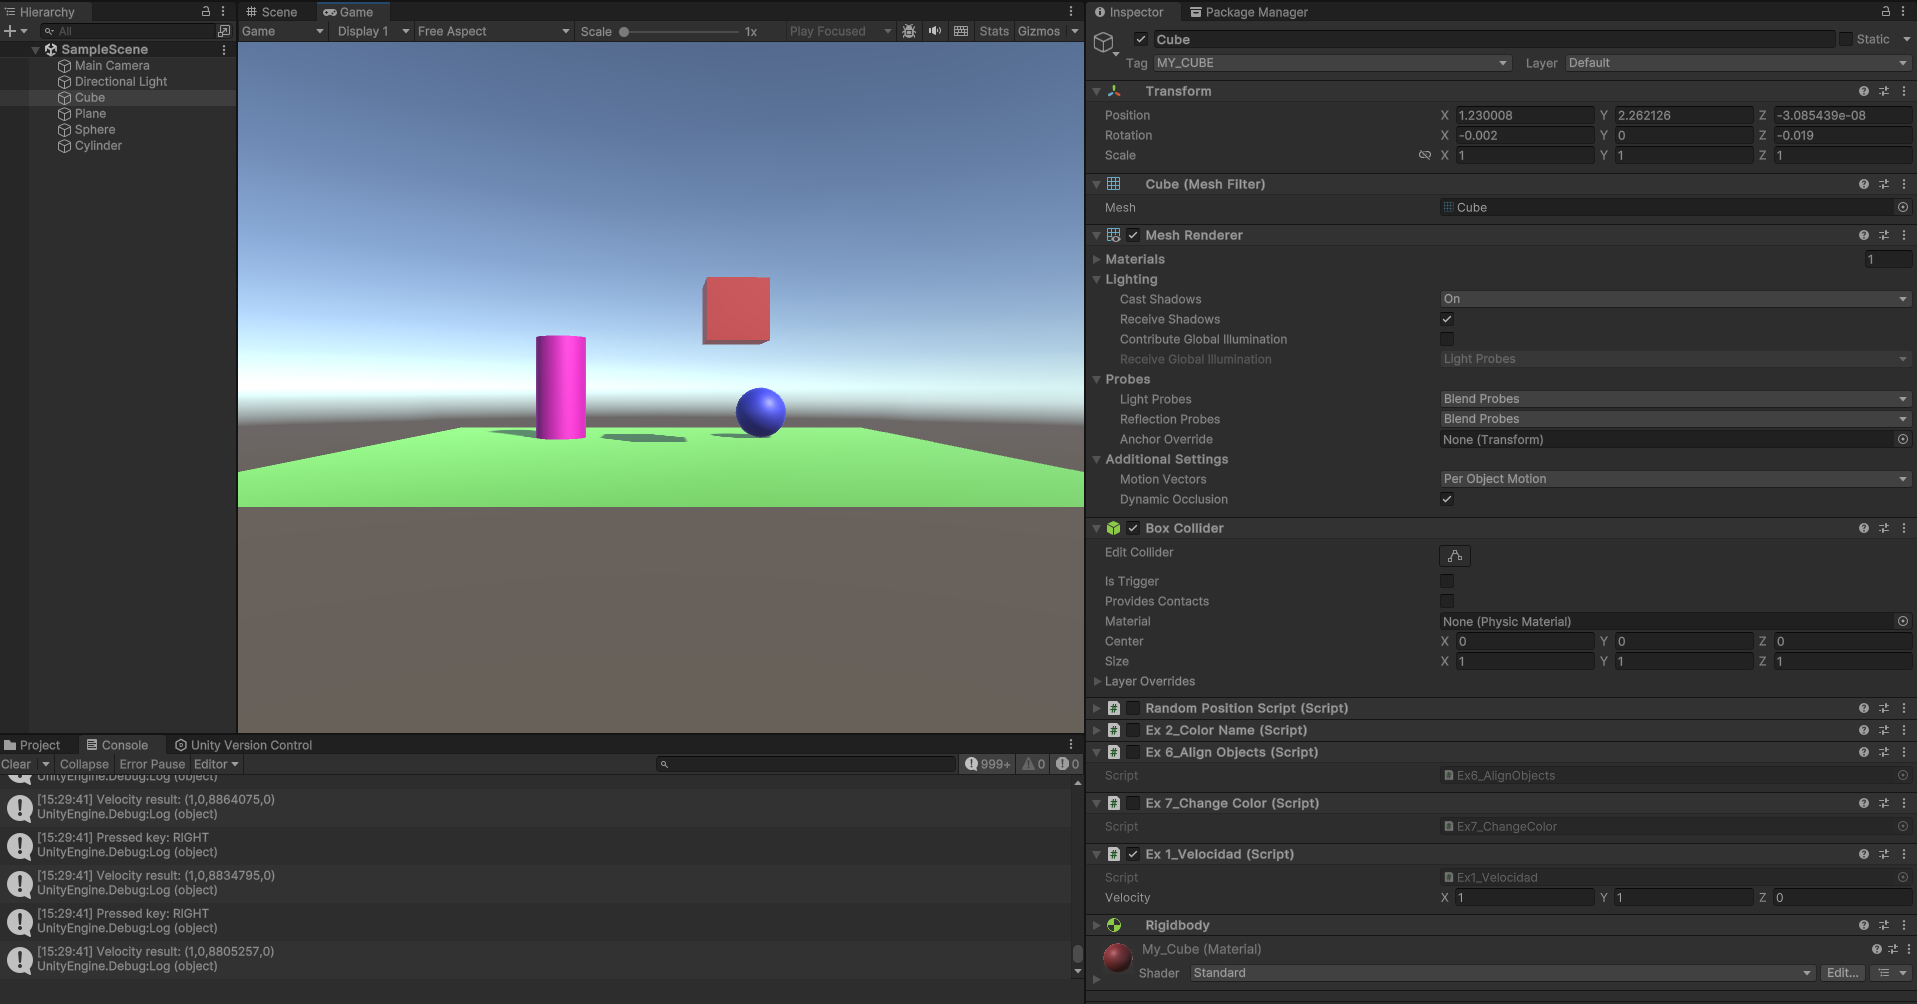 Hierarchy
All
SampleScene
Main Camera
Directional Light
Cube
Plane
Sphere
Cylinder
Scene
Game
Game
Display 1
Free Aspect
Scale
1x
Play Focused
Stats
Gizmos
Project
Console
Unity Version Control
Clear
Collapse
Error Pause
Editor
999+
0
0
UnityEngine.Debug:Log (object)
[15:29:41] Velocity result: (1,0,8864075,0)
UnityEngine.Debug:Log (object)
[15:29:41] Pressed key: RIGHT
UnityEngine.Debug:Log (object)
[15:29:41] Velocity result: (1,0,8834795,0)
UnityEngine.Debug:Log (object)
[15:29:41] Pressed key: RIGHT
UnityEngine.Debug:Log (object)
[15:29:41] Velocity result: (1,0,8805257,0)
UnityEngine.Debug:Log (object)
Inspector
Package Manager
Cube
Static
Tag MY_CUBE
Layer Default
Transform
Position X 1.230008 Y 2.262126 Z -3.085439e-08
Rotation X -0.002 Y 0 Z -0.019
Scale X 1 Y 1 Z 1
Cube (Mesh Filter)
Mesh Cube
Mesh Renderer
Materials 1
Lighting
Cast Shadows On
Receive Shadows
Contribute Global Illumination
Receive Global Illumination Light Probes
Probes
Light Probes Blend Probes
Reflection Probes Blend Probes
Anchor Override None (Transform)
Additional Settings
Motion Vectors Per Object Motion
Dynamic Occlusion
Box Collider
Edit Collider
Is Trigger
Provides Contacts
Material None (Physic Material)
Center X 0 Y 0 Z 0
Size X 1 Y 1 Z 1
Layer Overrides
# Random Position Script (Script)
# Ex 2_Color Name (Script)
# Ex 6_Align Objects (Script)
Script Ex6_AlignObjects
# Ex 7_Change Color (Script)
Script Ex7_ChangeColor
# Ex 1_Velocidad (Script)
Script Ex1_Velocidad
Velocity X 1 Y 1 Z 0
Rigidbody
My_Cube (Material)
Shader Standard Edit...